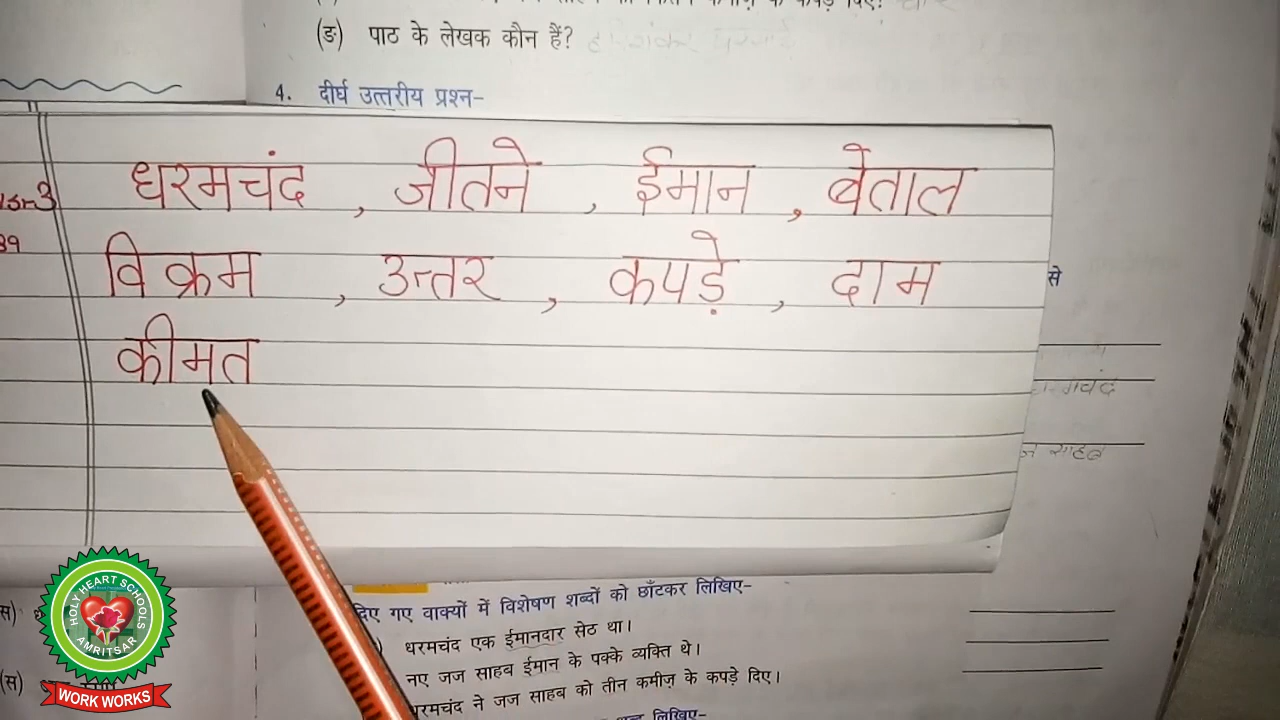 (ङ) पाठ के लेखक कौन हैं?
4. दीर्घ उत्तरीय प्रश्न-
धरमचंद , जीतने , ईमान , बेताल
विक्रम , उत्तर , कपड़े , दाम
से
कीमत
साहब
दिए गए वाक्यों में विशेषण शब्दों को छाँटकर लिखिए-
धरमचंद एक ईमानदार सेठ था।
नए जज साहब ईमान के पक्के व्यक्ति थे।
धरमचंद ने जज साहब को तीन कमीज़ के कपड़े दिए।
लिखिए-
HOLY HEART SCHOOLS
AMRITSAR
WORK WORKS